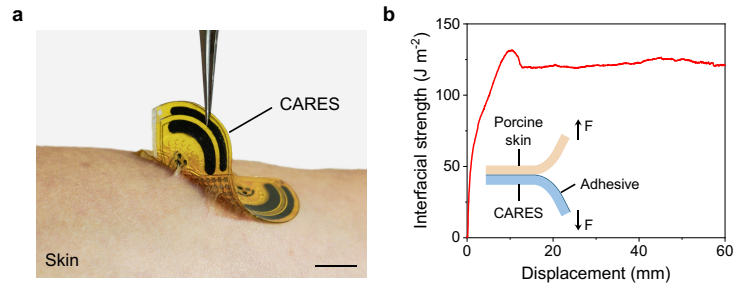 a
CARES
Skin
b
Interfacial strength (J m⁻²)
150
100
50
0
Porcine
skin
F
Adhesive
CARES
F
0
20
40
60
Displacement (mm)